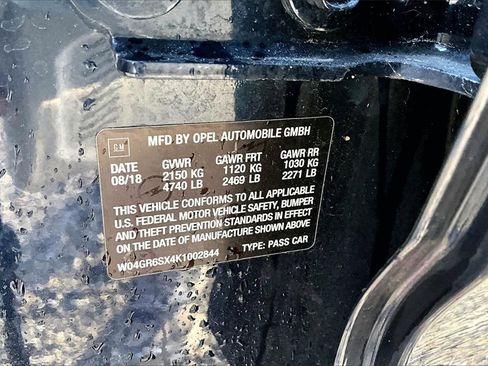 GM
MFD BY OPEL AUTOMOBILE GMBH
DATE GVWR GAWR FRT GAWR RR
08/18 2150 KG 1120 KG 1030 KG
4740 LB 2469 LB 2271 LB
THIS VEHICLE CONFORMS TO ALL APPLICABLE
U.S. FEDERAL MOTOR VEHICLE SAFETY, BUMPER
AND THEFT PREVENTION STANDARDS IN EFFECT
ON THE DATE OF MANUFACTURE SHOWN ABOVE
W04GR6SX4K1002844 TYPE: PASS CAR